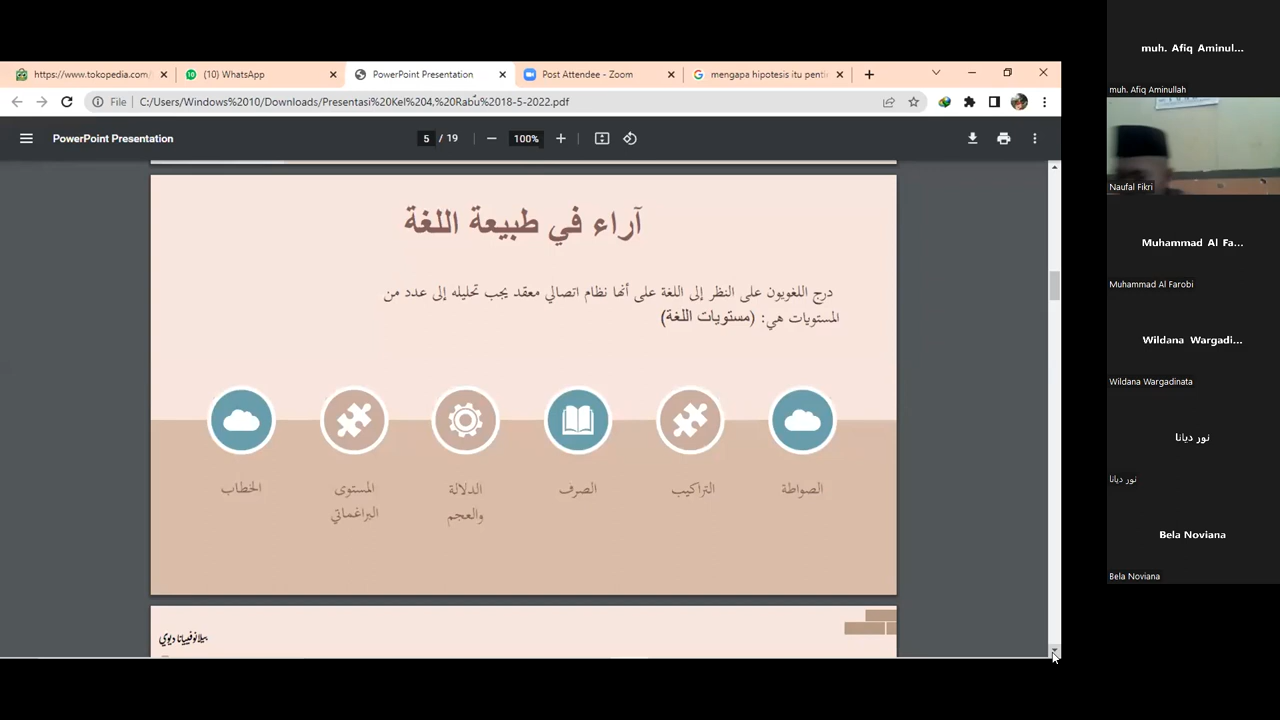 https://www.tokopedia.com/
(10) WhatsApp
PowerPoint Presentation
Post Attendee - Zoom
mengapa hipotesis itu penti
File
C:/Users/Windows%2010/Downloads/Presentasi%20Kel%204,%20Rabu%2018-5-2022.pdf
PowerPoint Presentation
5 / 19
100%
آراء في طبيعة اللغة
درج اللغويون على النظر إلى اللغة على أنها نظام اتصالي معقد يجب تحليله إلى عدد من
المستويات هي: (مستويات اللغة)
الصواطة
التراكيب
الصرف
الدلالة
والعجم
المستوى
البراغماتي
الخطاب
بيلانوفييانا ديوي
muh. Afiq Aminul...
muh. Afiq Aminullah
Naufal Fikri
Muhammad Al Fa...
Muhammad Al Farobi
Wildana Wargadi...
Wildana Wargadinata
نور ديانا
نور ديانا
Bela Noviana
Bela Noviana